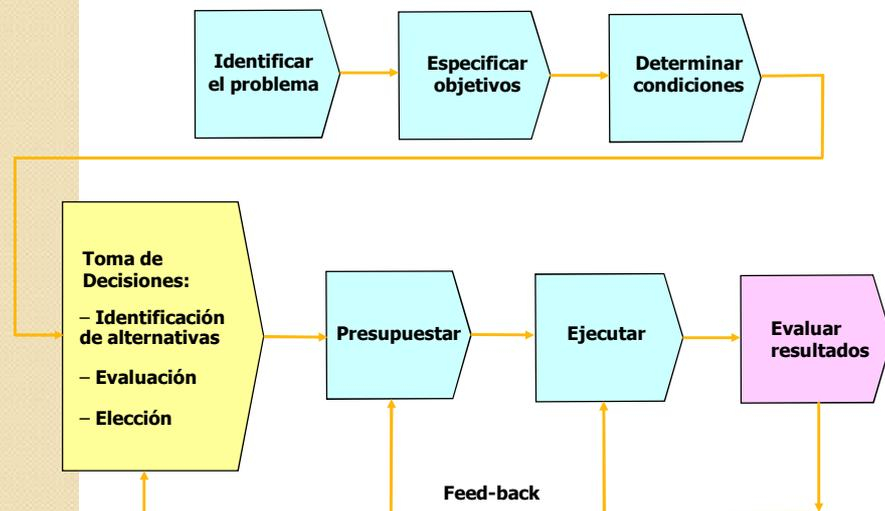 Identificar
el problema
Especificar
objetivos
Determinar
condiciones
Toma de
Decisiones:
– Identificación
de alternativas
– Evaluación
– Elección
Presupuestar
Ejecutar
Evaluar
resultados
Feed-back